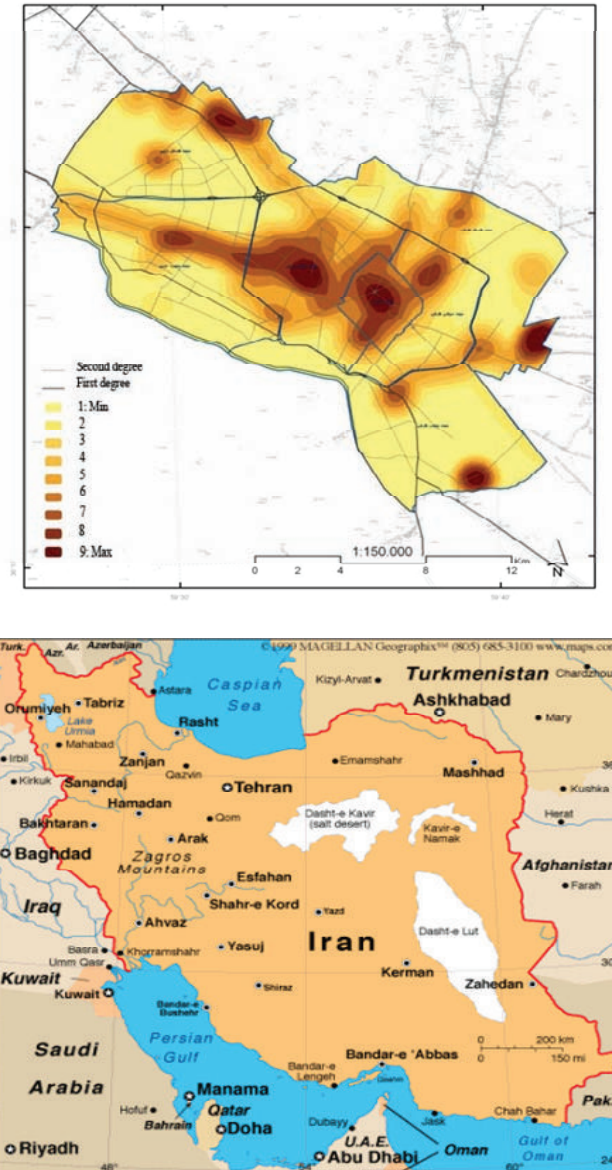 Second degree
First degree
1: Min
2
3
4
5
6
7
8
9: Max
1:150.000
0 2 4 8 12 Km
N
© 1999 MAGELLAN Geographix℠ (805) 685-3100 www.maps.com
Turk.
Ar.
Azr.
Azerbaijan
Astara
Caspian
Sea
Kizyl-Arvat
Turkmenistan
Chardzhou
Ashkhabad
Mary
Orumiyeh
Tabriz
Lake
Urmia
Rasht
Mahabad
Irbil
Zanjan
Qazvin
Emamshahr
Mashhad
36
Kirkuk
Sanandaj
Tehran
Kushka
Hamadan
Dasht-e Kavir
(salt desert)
Kavir-e
Namak
Herat
Bakhtaran
Qom
Arak
Baghdad
Zagros
Mountains
Afghanistan
Esfahan
Farah
Iraq
Shahr-e Kord
Yazd
Ahvaz
Dasht-e Lut
Iran
Basra
Khorramshahr
Yasuj
Umm Qasr
Kerman
30
Kuwait
Zahedan
Kuwait
Shiraz
Bandar-e
Bushehr
Persian
Gulf
0 200 km
0 150 mi
Saudi
Arabia
Bandar-e 'Abbas
Bandar-e
Lengeh
Qeshm
Manama
Hofuf
Bahrain
Qatar
Doha
Dubayy
Jask
Chah Bahar
Pak.
U.A.E.
Abu Dhabi
Oman
Gulf of
Oman
Riyadh
48°
54
24